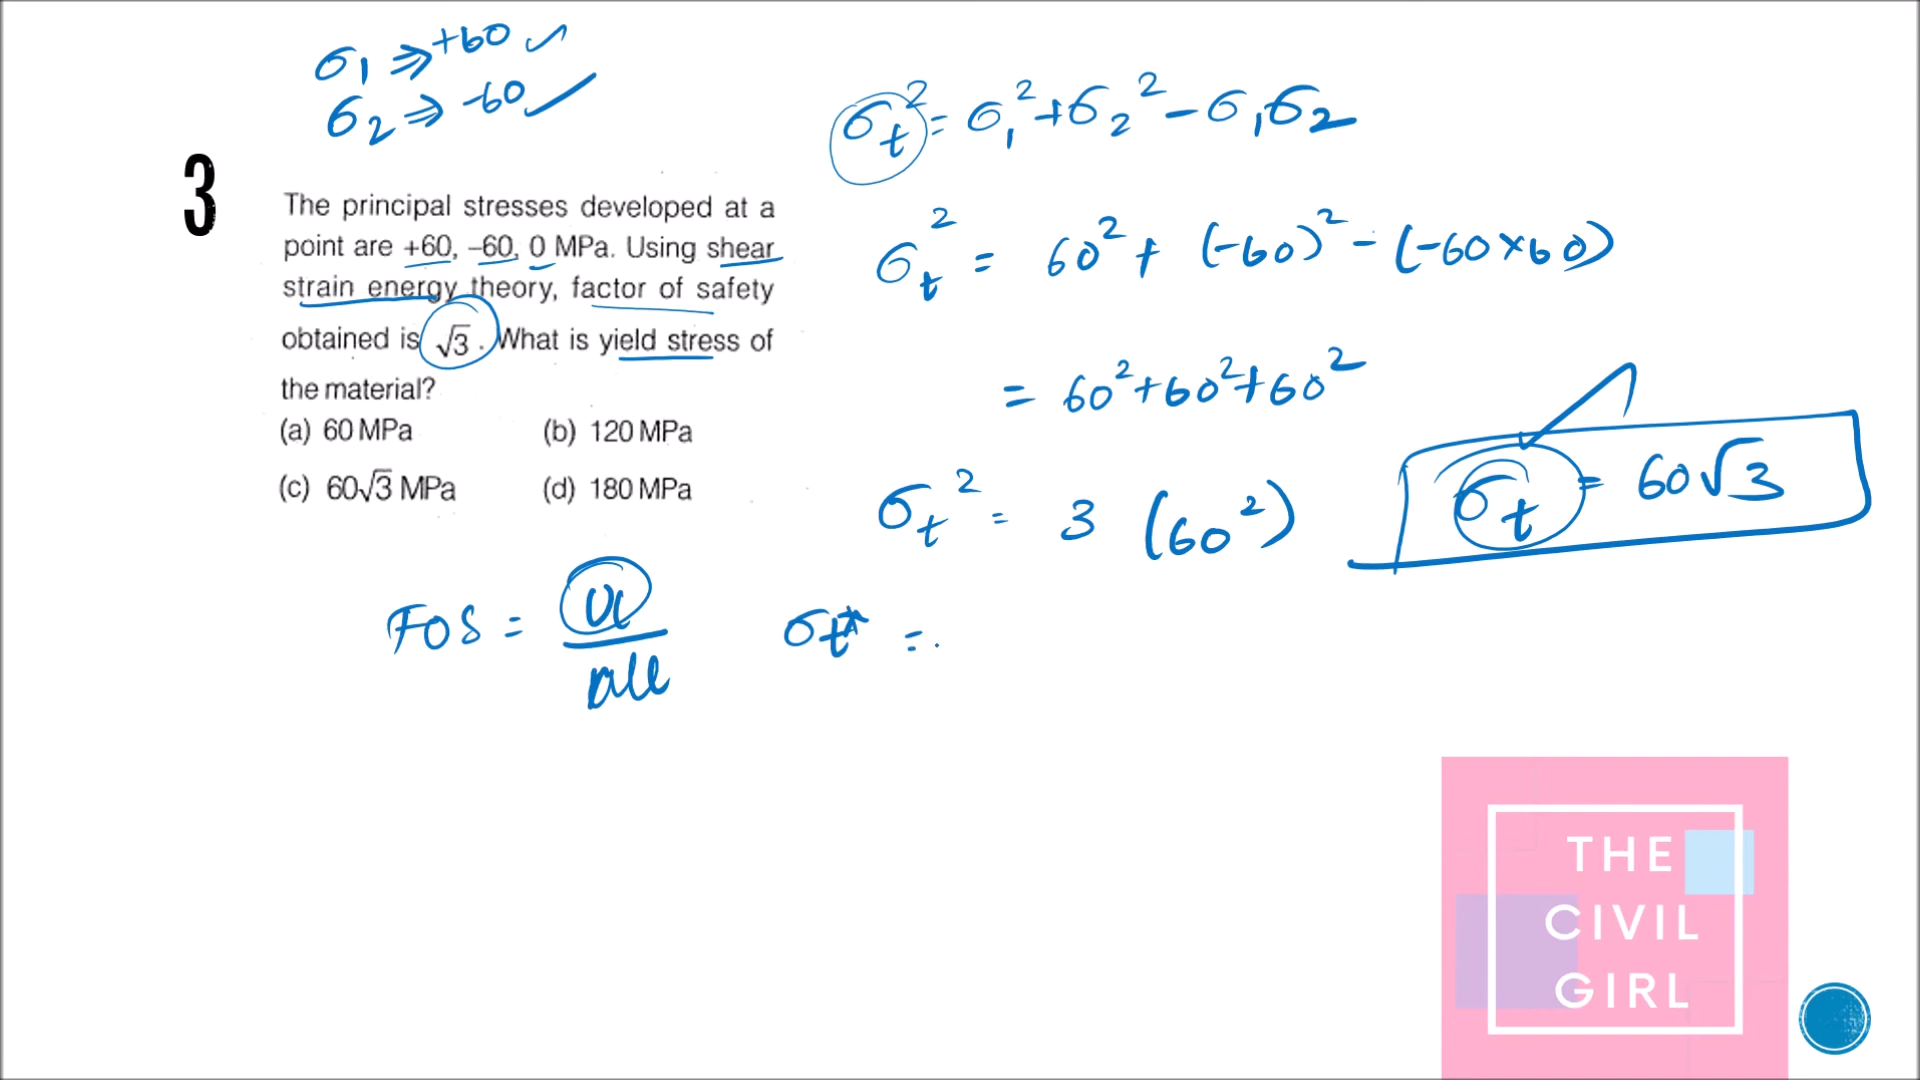 σ₁ ⇒ +60 ✓
σ₂ ⇒ -60 ✓
3
The principal stresses developed at a
point are +60, –60, 0 MPa. Using shear
strain energy theory, factor of safety
obtained is √3 . What is yield stress of
the material?
(a) 60 MPa (b) 120 MPa
(c) 60√3 MPa (d) 180 MPa
σt² = σ₁² + σ₂² - σ₁σ₂
σt² = 60² + (-60)² - (-60×60)
= 60² + 60² + 60²
σt² = 3 (60²)
σt = 60√3
FOS =
all
σt* =
THE
CIVIL
GIRL